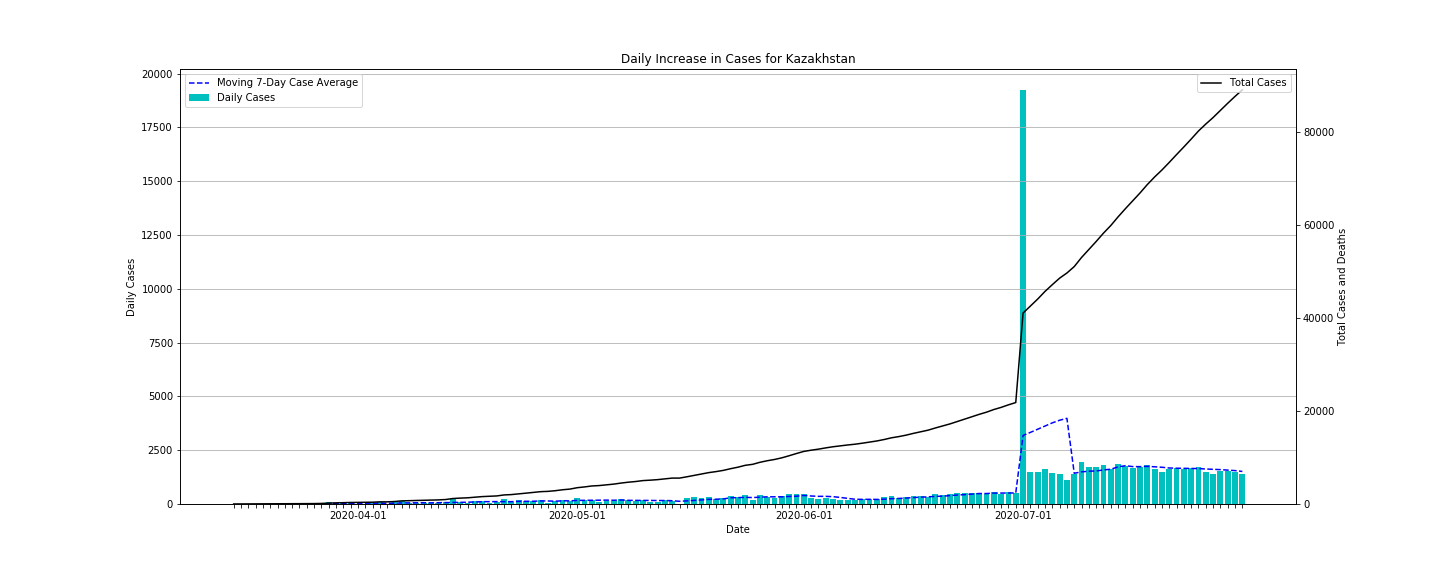 Daily Increase in Cases for Kazakhstan
Moving 7-Day Case Average
Daily Cases
Total Cases
20000
17500
15000
12500
10000
7500
5000
2500
0
Daily Cases
80000
60000
40000
20000
0
Total Cases and Deaths
2020-04-01
2020-05-01
2020-06-01
2020-07-01
Date